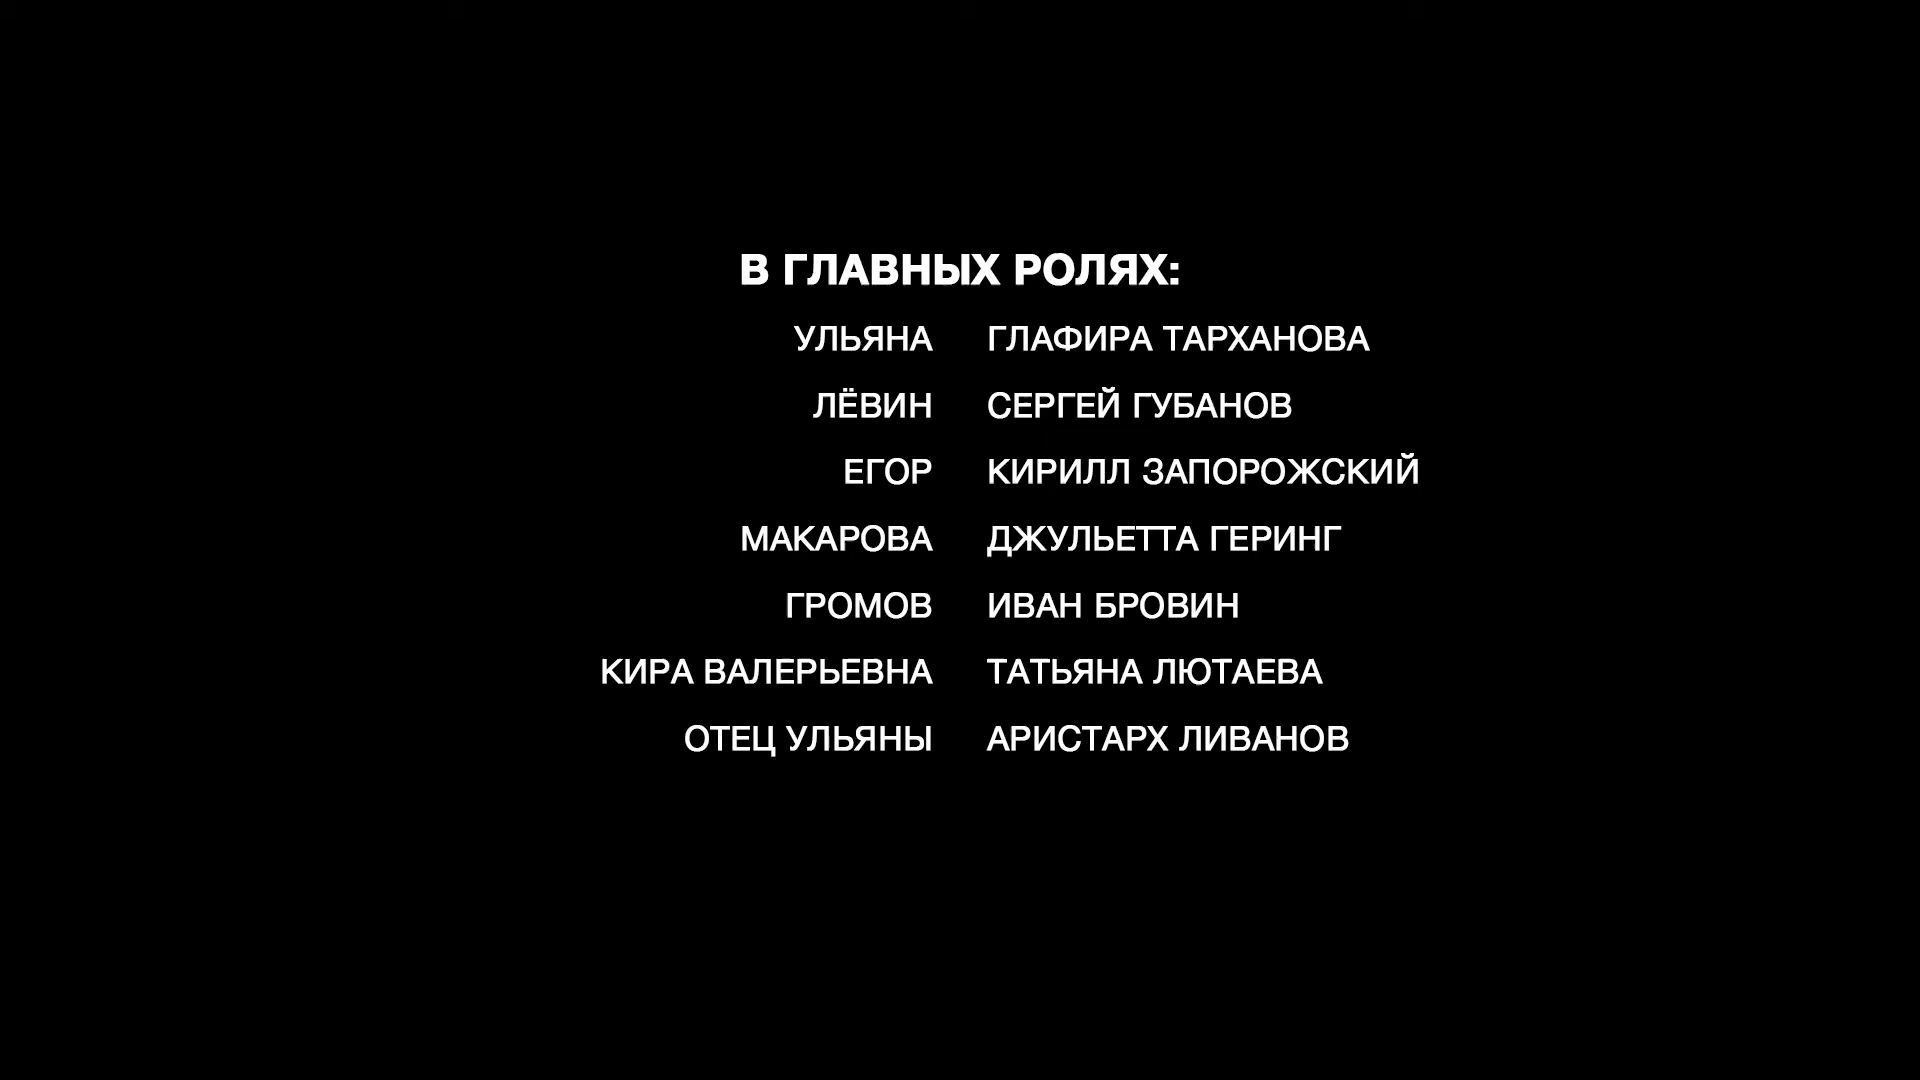 В ГЛАВНЫХ РОЛЯХ:
УЛЬЯНА ГЛАФИРА ТАРХАНОВА
ЛЁВИН СЕРГЕЙ ГУБАНОВ
ЕГОР КИРИЛЛ ЗАПОРОЖСКИЙ
МАКАРОВА ДЖУЛЬЕТТА ГЕРИНГ
ГРОМОВ ИВАН БРОВИН
КИРА ВАЛЕРЬЕВНА ТАТЬЯНА ЛЮТАЕВА
ОТЕЦ УЛЬЯНЫ АРИСТАРХ ЛИВАНОВ